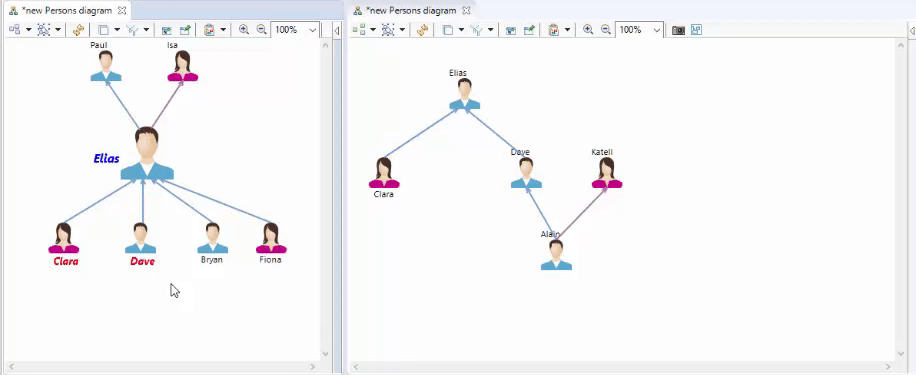 *new Persons diagram
100%
Paul
Isa
Elias
Clara
Dave
Bryan
Fiona
*new Persons diagram
100%
Elias
Clara
Dave
Katell
Alain